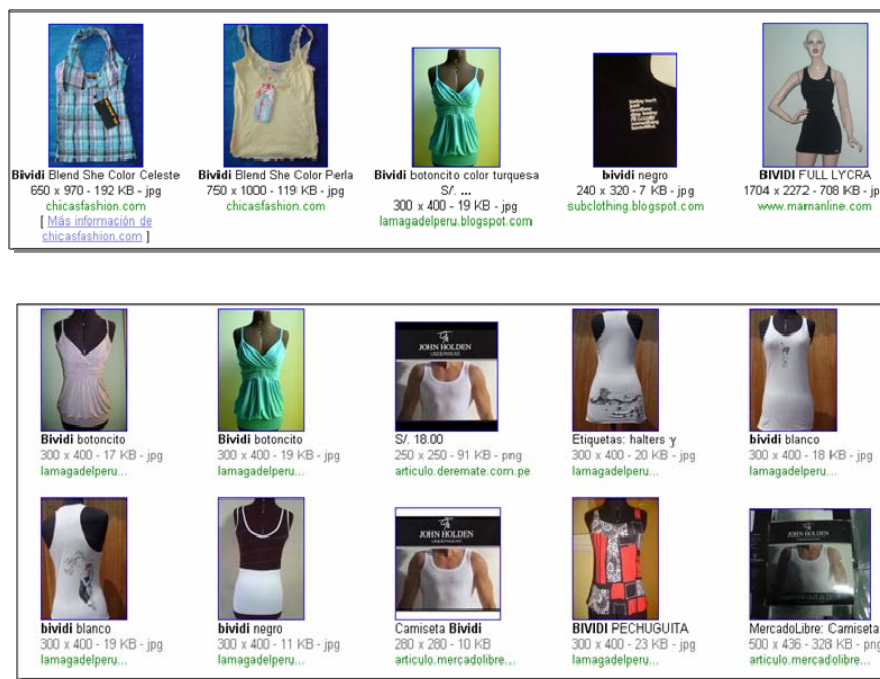 Bividi Blend She Color Celeste
650 x 970 - 192 KB - jpg
chicasfashion.com
[ Más información de
chicasfashion.com ]
Bividi Blend She Color Perla
750 x 1000 - 119 KB - jpg
chicasfashion.com
Bividi botoncito color turquesa
S/. ...
300 x 400 - 19 KB - jpg
lamagadelperu.blogspot.com
bividi negro
240 x 320 - 7 KB - jpg
subclothing.blogspot.com
BIVIDI FULL LYCRA
1704 x 2272 - 708 KB - jpg
www.marnanline.com
Bividi botoncito
300 x 400 - 17 KB - jpg
lamagadelperu...
Bividi botoncito
300 x 400 - 19 KB - jpg
lamagadelperu...
JOHN HOLDEN
UNDERWEAR
S/. 18.00
250 x 250 - 91 KB - png
articulo.deremate.com.pe
Etiquetas: halters y
300 x 400 - 20 KB - jpg
lamagadelperu...
bividi blanco
300 x 400 - 18 KB - jpg
lamagadelperu...
bividi blanco
300 x 400 - 19 KB - jpg
lamagadelperu...
bividi negro
300 x 400 - 11 KB - jpg
lamagadelperu...
JOHN HOLDEN
UNDERWEAR
Camiseta Bividi
280 x 280 - 10 KB
articulo.mercadolibre...
BIVIDI PECHUGUITA
300 x 400 - 23 KB - jpg
lamagadelperu...
JOHN HOLDEN
MercadoLibre: Camiseta
500 x 436 - 328 KB - png
articulo.mercadolibre...